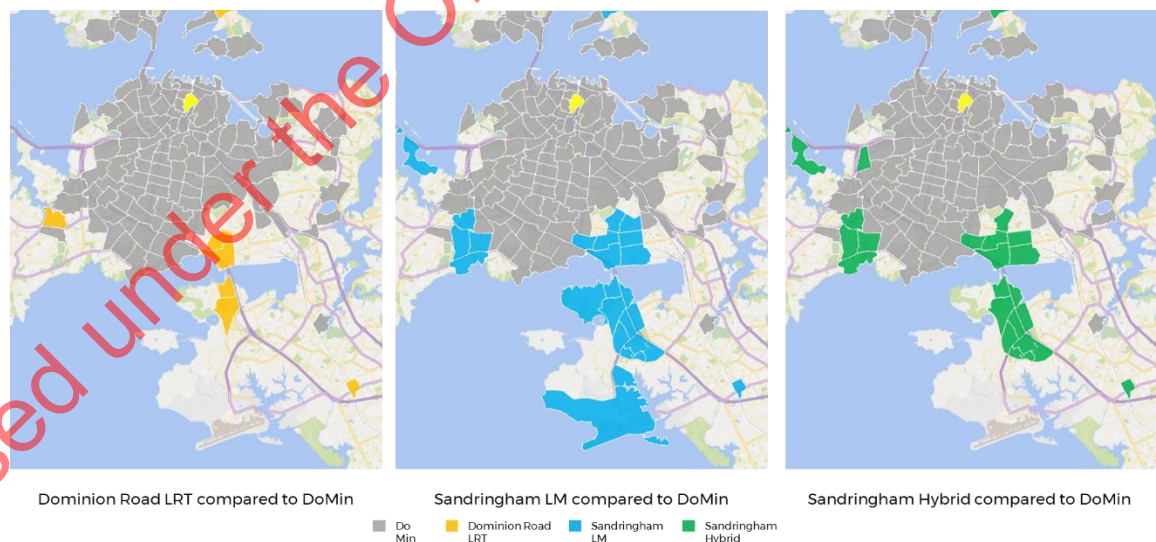 sed under the O
Dominion Road LRT compared to DoMin
Sandringham LM compared to DoMin
Sandringham Hybrid compared to DoMin
Do Min
Dominion Road LRT
Sandringham LM
Sandringham Hybrid